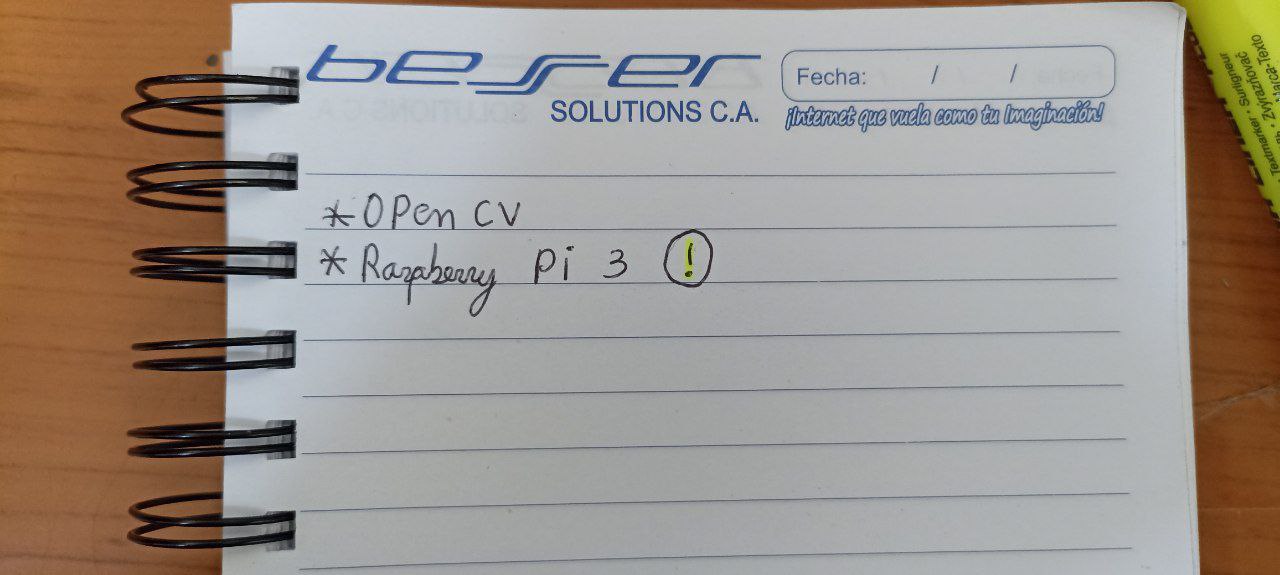 besser
SOLUTIONS C.A.
Fecha: / /
¡Internet que vuela como tu Imaginación!
* OPen CV
* Razpberry Pi 3 !
Textmarker · Surligneur
Zvýrazňovač
Marca-Texto